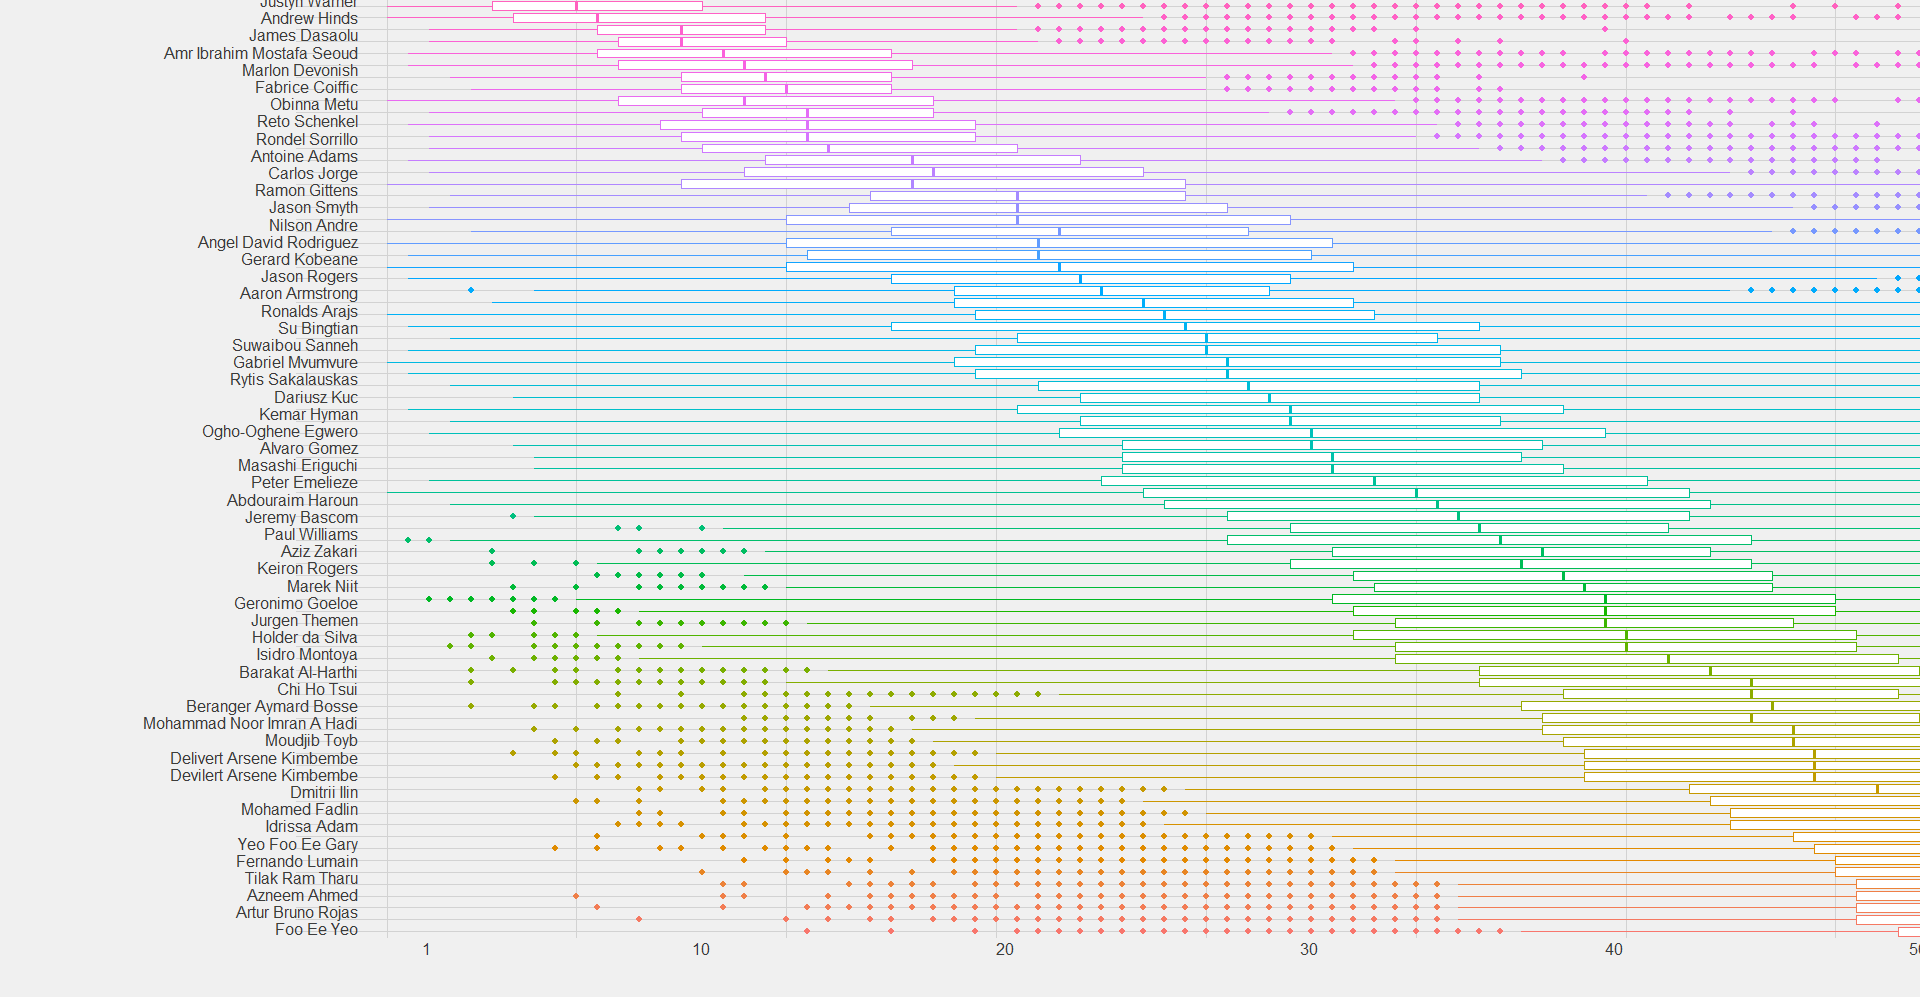 Justyn Warner
Andrew Hinds
James Dasaolu
Amr Ibrahim Mostafa Seoud
Marlon Devonish
Fabrice Coiffic
Obinna Metu
Reto Schenkel
Rondel Sorrillo
Antoine Adams
Carlos Jorge
Ramon Gittens
Jason Smyth
Nilson Andre
Angel David Rodriguez
Gerard Kobeane
Jason Rogers
Aaron Armstrong
Ronalds Arajs
Su Bingtian
Suwaibou Sanneh
Gabriel Mvumvure
Rytis Sakalauskas
Dariusz Kuc
Kemar Hyman
Ogho-Oghene Egwero
Alvaro Gomez
Masashi Eriguchi
Peter Emelieze
Abdouraim Haroun
Jeremy Bascom
Paul Williams
Aziz Zakari
Keiron Rogers
Marek Niit
Geronimo Goeloe
Jurgen Themen
Holder da Silva
Isidro Montoya
Barakat Al-Harthi
Chi Ho Tsui
Beranger Aymard Bosse
Mohammad Noor Imran A Hadi
Moudjib Toyb
Delivert Arsene Kimbembe
Devilert Arsene Kimbembe
Dmitrii Ilin
Mohamed Fadlin
Idrissa Adam
Yeo Foo Ee Gary
Fernando Lumain
Tilak Ram Tharu
Azneem Ahmed
Artur Bruno Rojas
Foo Ee Yeo
1 10 20 30 40